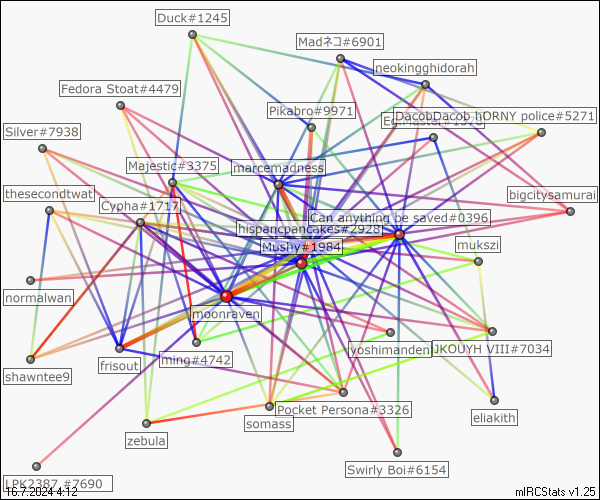 Duck#1245
Madネコ#6901
neokingghidorah
Fedora Stoat#4479
Pikabro#9971
DacobDacob hORNY police#5271
Silver#7938
Majestic#3375
marcemadness
thesecondtwat
Cypha#1717
bigcitysamurai
Can anything be saved#0396
hispancpancakes#2928
Mushy#1984
mukszi
normalwan
moonraven
frisout
ming#4742
yoshimanden
JKOUYH VIII#7034
shawntee9
Pocket Persona#3326
eliakith
somass
zebula
Swirly Boi#6154
LPK2387 #7690
16.7.2024 4:12
mIRCStats v1.25